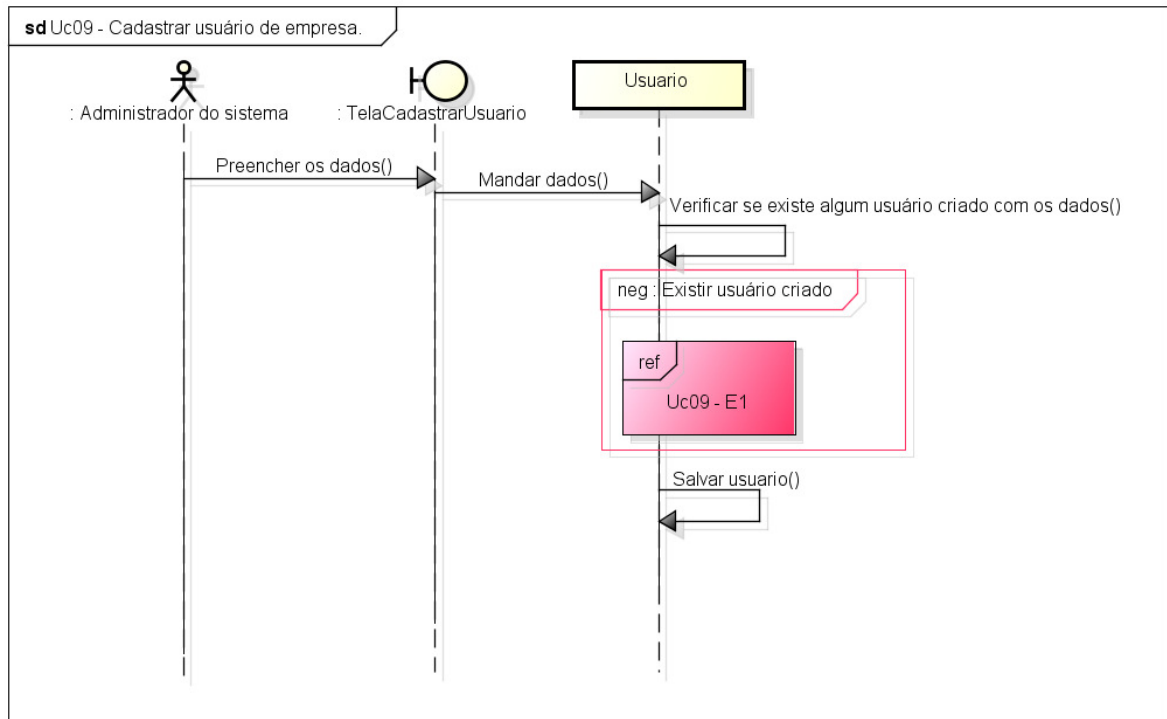 sd Uc09 - Cadastrar usuário de empresa.
: Administrador do sistema
: TelaCadastrarUsuario
Usuario
Preencher os dados()
Mandar dados()
Verificar se existe algum usuário criado com os dados()
neg : Existir usuário criado
ref
Uc09 - E1
Salvar usuario()